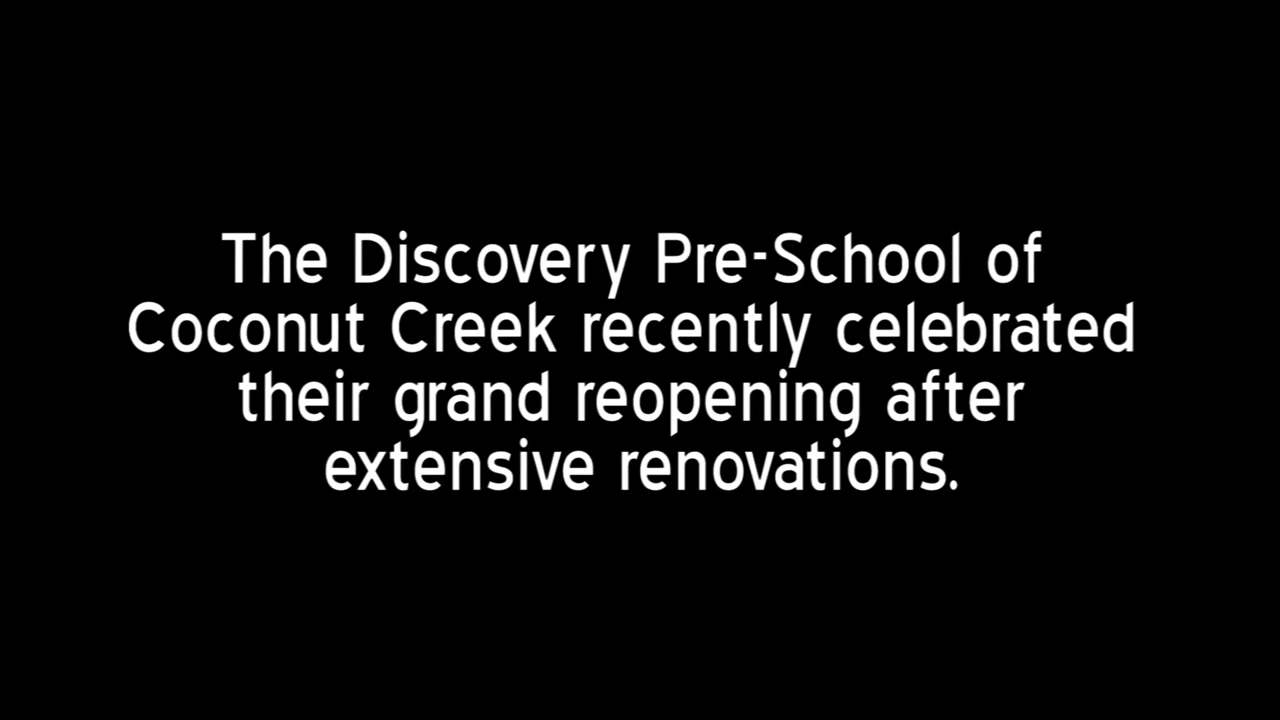 The Discovery Pre-School of
Coconut Creek recently celebrated
their grand reopening after
extensive renovations.